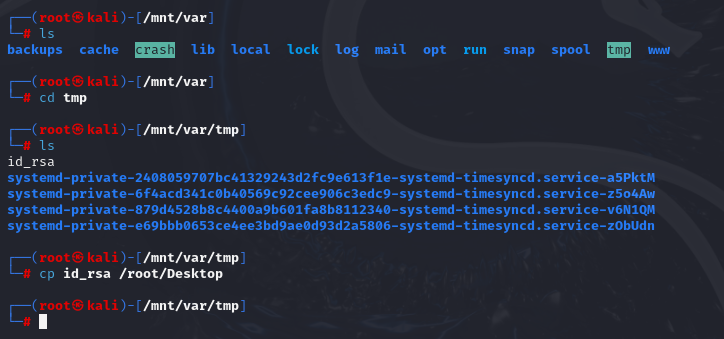 ┌──(root㉿kali)-[/mnt/var]
└─# ls
backups cache crash lib local lock log mail opt run snap spool tmp www
┌──(root㉿kali)-[/mnt/var]
└─# cd tmp
┌──(root㉿kali)-[/mnt/var/tmp]
└─# ls
id_rsa
systemd-private-2408059707bc41329243d2fc9e613f1e-systemd-timesyncd.service-a5PktM
systemd-private-6f4acd341c0b40569c92cee906c3edc9-systemd-timesyncd.service-z5o4Aw
systemd-private-879d4528b8c4400a9b601fa8b8112340-systemd-timesyncd.service-v6N1QM
systemd-private-e69bbb0653ce4ee3bd9ae0d93d2a5806-systemd-timesyncd.service-zObUdn
┌──(root㉿kali)-[/mnt/var/tmp]
└─# cp id_rsa /root/Desktop
┌──(root㉿kali)-[/mnt/var/tmp]
└─#